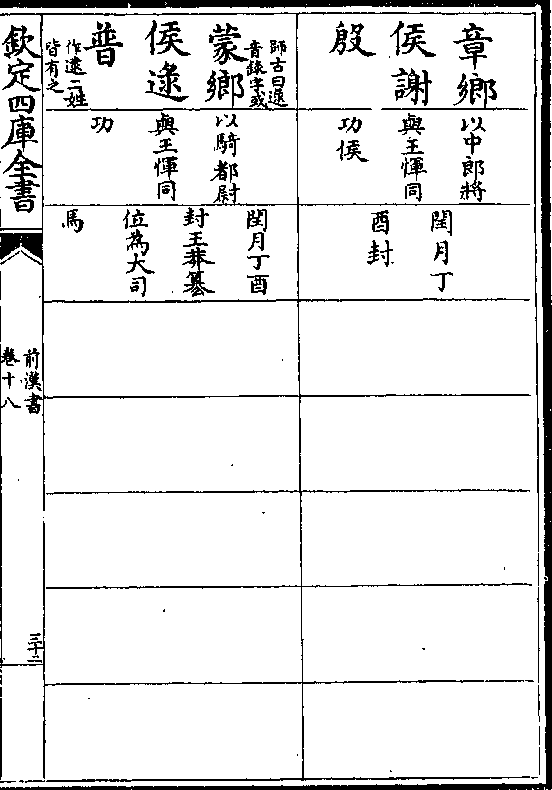 章鄉
侯謝
殷
以中郎將
與王惲同
功侯
閏月丁
酉封
師古曰逯
音錄字或
蒙鄉
侯逯
普
作逮二姓
皆有之
以騎都尉
與王惲同
功
閏月丁酉
封王莽簒
位為大司
馬
欽定四庫全書
前漢書
卷十八
三十二